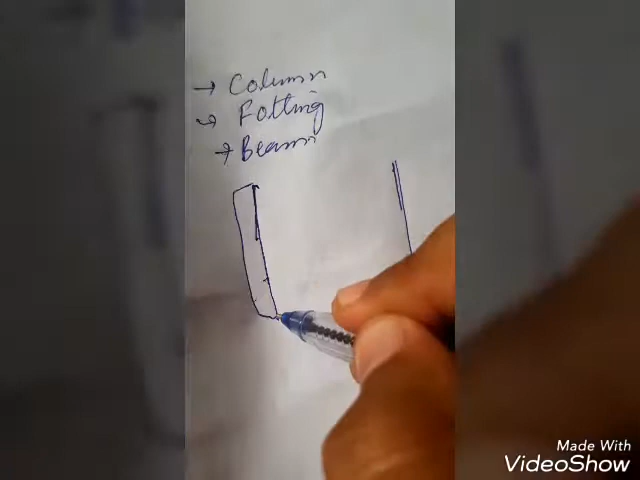 → Column
→ Fotting
→ Beam
Made With
VideoShow